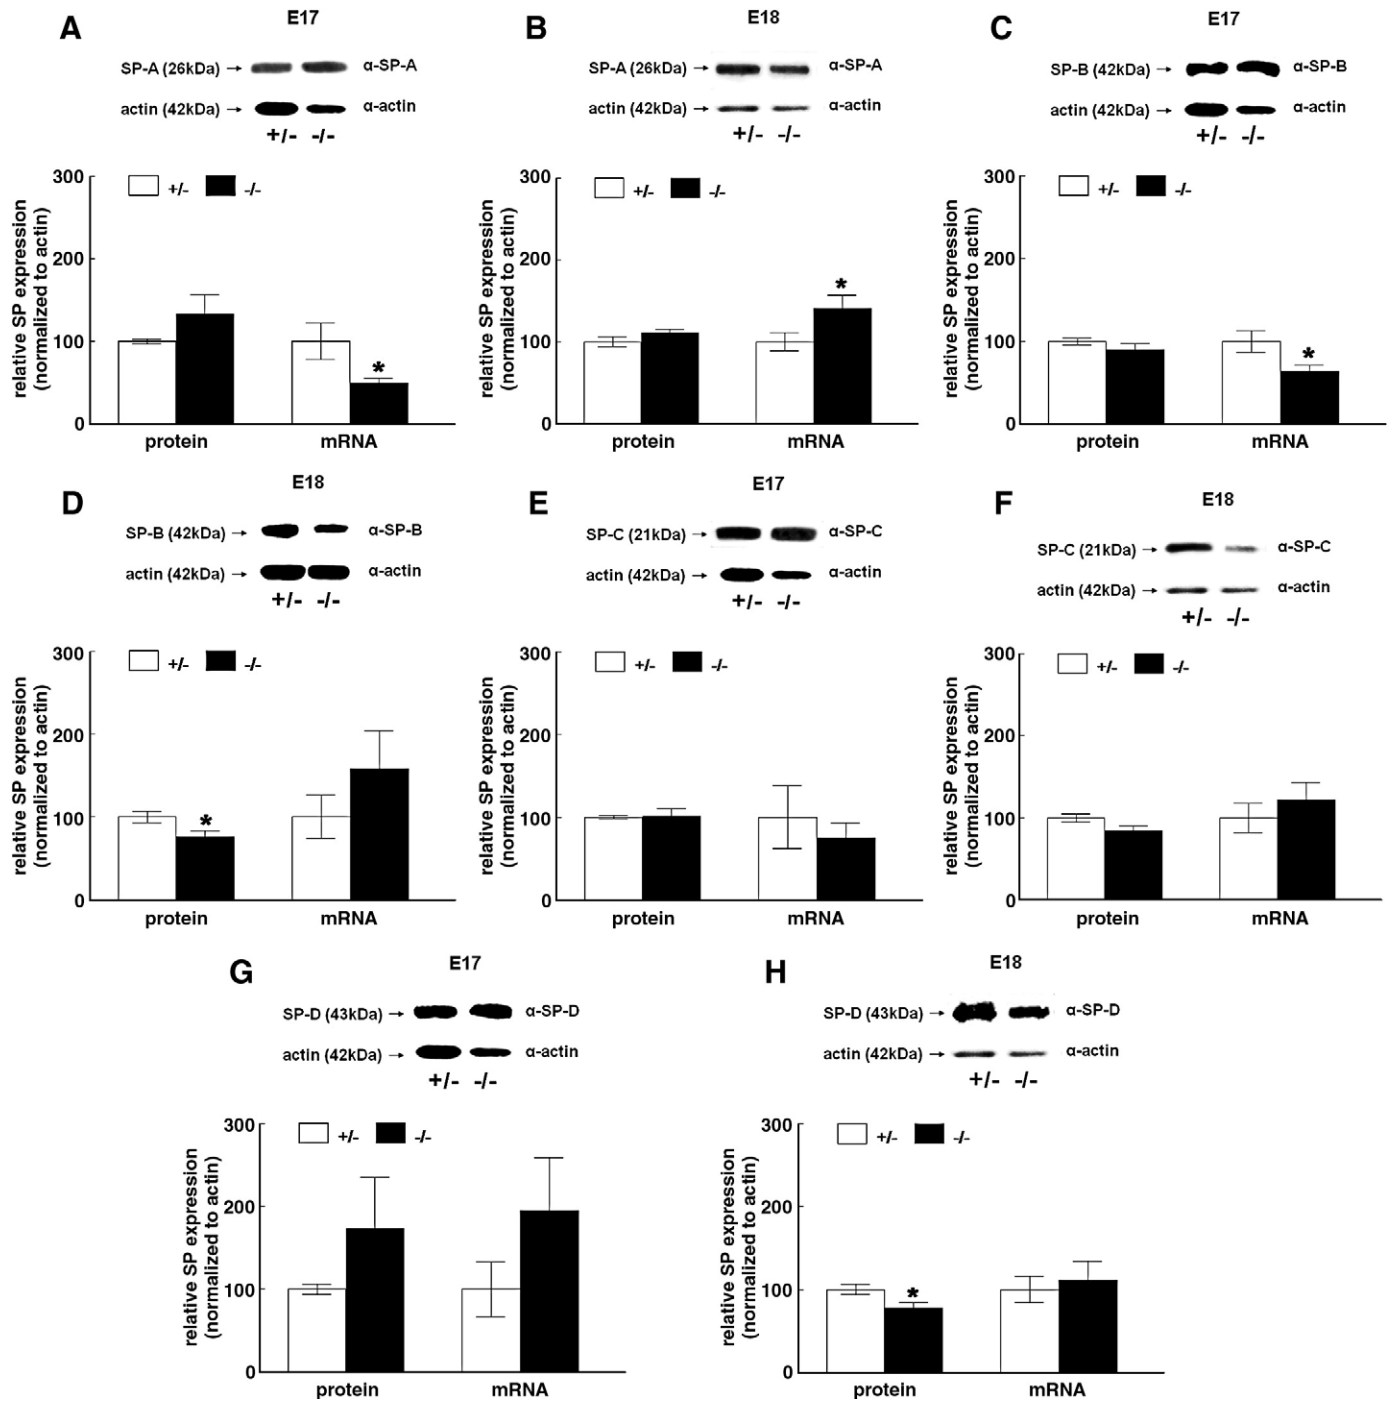 A
E17
SP-A (26kDa) → α-SP-A
actin (42kDa) → α-actin
+/- -/-
relative SP expression
(normalized to actin)
300
200
100
0
+/- -/-
*
protein mRNA
B
E18
SP-A (26kDa) → α-SP-A
actin (42kDa) → α-actin
+/- -/-
relative SP expression
(normalized to actin)
300
200
100
0
+/- -/-
*
protein mRNA
C
E17
SP-B (42kDa) → α-SP-B
actin (42kDa) → α-actin
+/- -/-
relative SP expression
(normalized to actin)
300
200
100
0
+/- -/-
*
protein mRNA
D
E18
SP-B (42kDa) → α-SP-B
actin (42kDa) → α-actin
+/- -/-
relative SP expression
(normalized to actin)
300
200
100
0
+/- -/-
*
protein mRNA
E
E17
SP-C (21kDa) → α-SP-C
actin (42kDa) → α-actin
+/- -/-
relative SP expression
(normalized to actin)
300
200
100
0
+/- -/-
protein mRNA
F
E18
SP-C (21kDa) → α-SP-C
actin (42kDa) → α-actin
+/- -/-
relative SP expression
(normalized to actin)
300
200
100
0
+/- -/-
protein mRNA
G
E17
SP-D (43kDa) → α-SP-D
actin (42kDa) → α-actin
+/- -/-
relative SP expression
(normalized to actin)
300
200
100
0
+/- -/-
protein mRNA
H
E18
SP-D (43kDa) → α-SP-D
actin (42kDa) → α-actin
+/- -/-
relative SP expression
(normalized to actin)
300
200
100
0
+/- -/-
*
protein mRNA